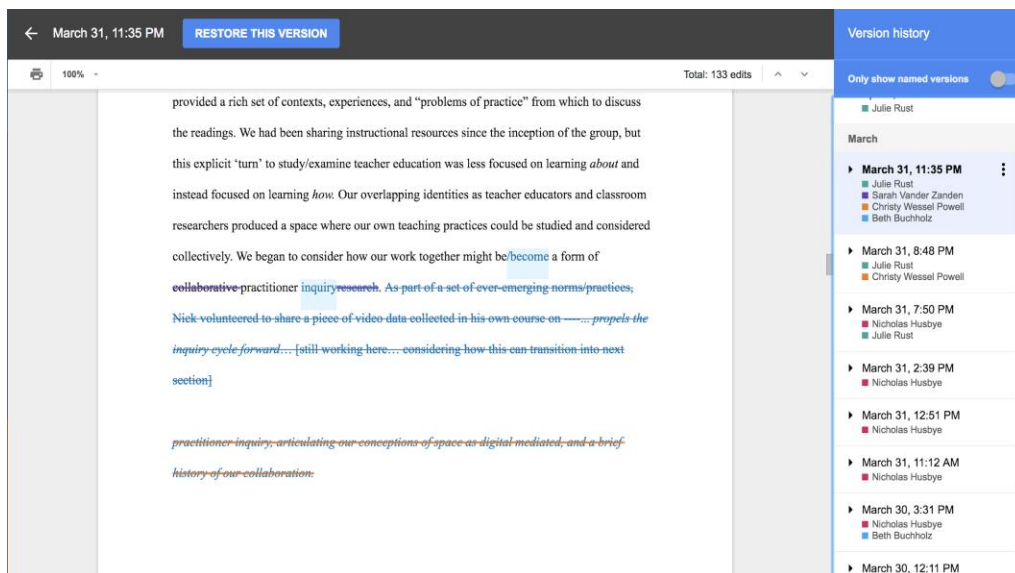 March 31, 11:35 PM
RESTORE THIS VERSION
100%
Total: 133 edits
provided a rich set of contexts, experiences, and “problems of practice” from which to discuss
the readings. We had been sharing instructional resources since the inception of the group, but
this explicit ‘turn’ to study/examine teacher education was less focused on learning about and
instead focused on learning how. Our overlapping identities as teacher educators and classroom
researchers produced a space where our own teaching practices could be studied and considered
collectively. We began to consider how our work together might be/become a form of
collaborative practitioner inquiryresearch. As part of a set of ever-emerging norms/practices,
Nick volunteered to share a piece of video data collected in his own course on ----... propels the
inquiry cycle forward… [still working here… considering how this can transition into next
section]
practitioner inquiry, articulating our conceptions of space as digital mediated, and a brief
history of our collaboration.
Version history
Only show named versions
Julie Rust
March
March 31, 11:35 PM
Julie Rust
Sarah Vander Zanden
Christy Wessel Powell
Beth Buchholz
March 31, 8:48 PM
Julie Rust
Christy Wessel Powell
March 31, 7:50 PM
Nicholas Husbye
Julie Rust
March 31, 2:39 PM
Nicholas Husbye
March 31, 12:51 PM
Nicholas Husbye
March 31, 11:12 AM
Nicholas Husbye
March 30, 3:31 PM
Nicholas Husbye
Beth Buchholz
March 30, 12:11 PM